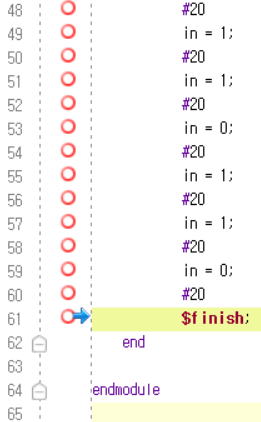 48 #20
49 in = 1;
50 #20
51 in = 1;
52 #20
53 in = 0;
54 #20
55 in = 1;
56 #20
57 in = 1;
58 #20
59 in = 0;
60 #20
61 $finish;
62 end
63
64 endmodule
65